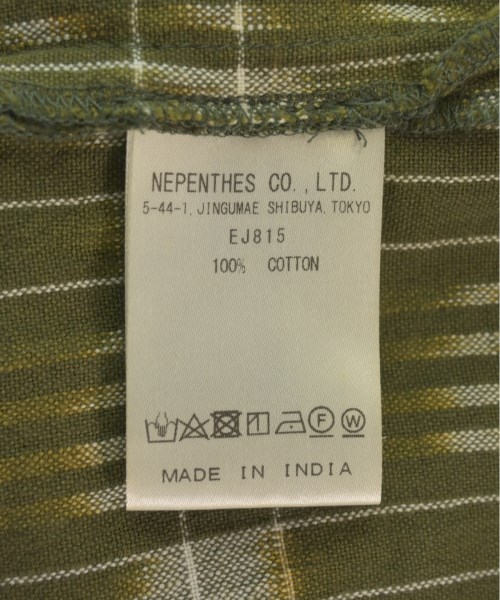 NEPENTHES CO.,LTD.
5-44-1, JINGUMAE SHIBUYA, TOKYO
EJ815
100% COTTON
F W
MADE IN INDIA